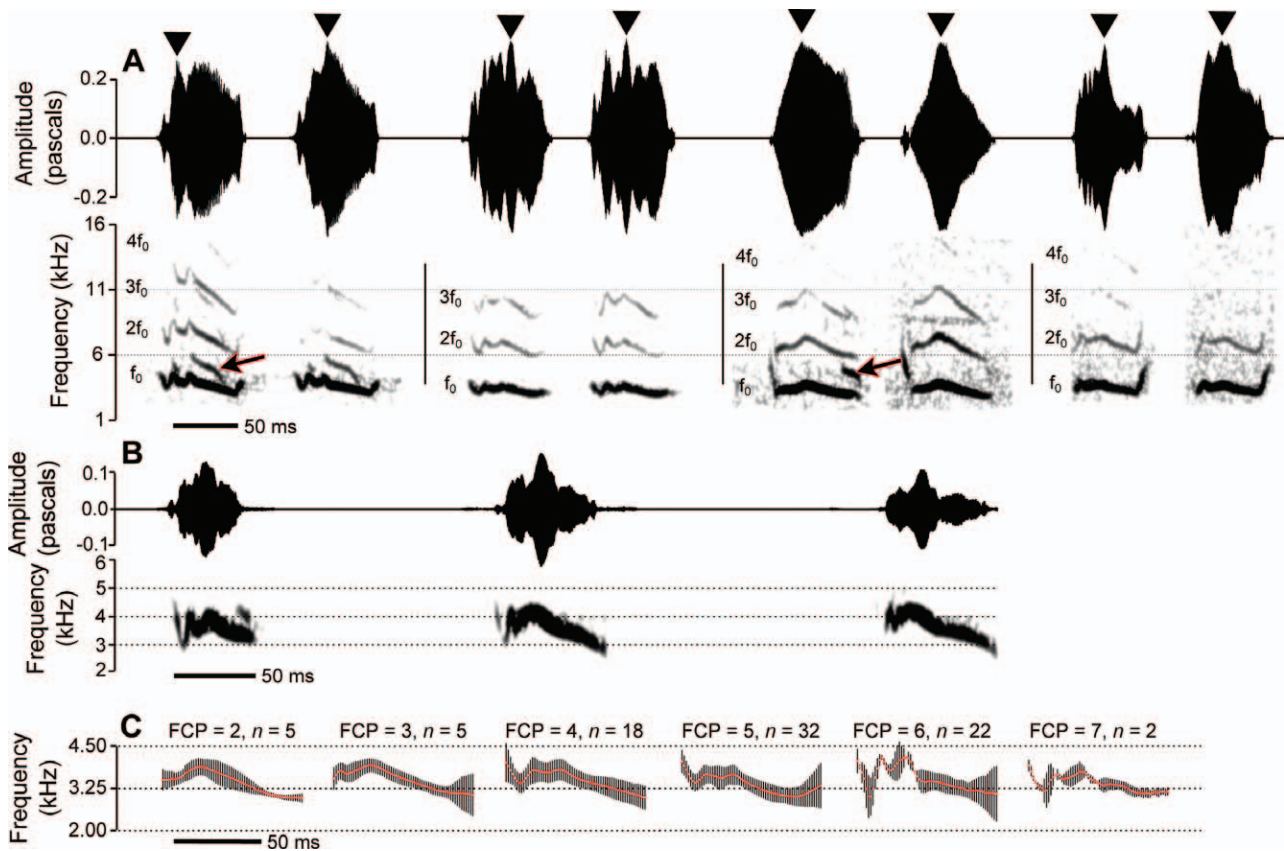 A
Amplitude
(pascals)
0.2
0.0
-0.2
Frequency (kHz)
16
11
6
1
4f₀
3f₀
2f₀
f₀
3f₀
2f₀
f₀
4f₀
3f₀
2f₀
f₀
4f₀
3f₀
2f₀
f₀
50 ms
B
Amplitude
(pascals)
0.1
0.0
-0.1
Frequency
(kHz)
6
5
4
3
2
50 ms
C
FCP = 2, n = 5
FCP = 3, n = 5
FCP = 4, n = 18
FCP = 5, n = 32
FCP = 6, n = 22
FCP = 7, n = 2
Frequency
(kHz)
4.50
3.25
2.00
50 ms